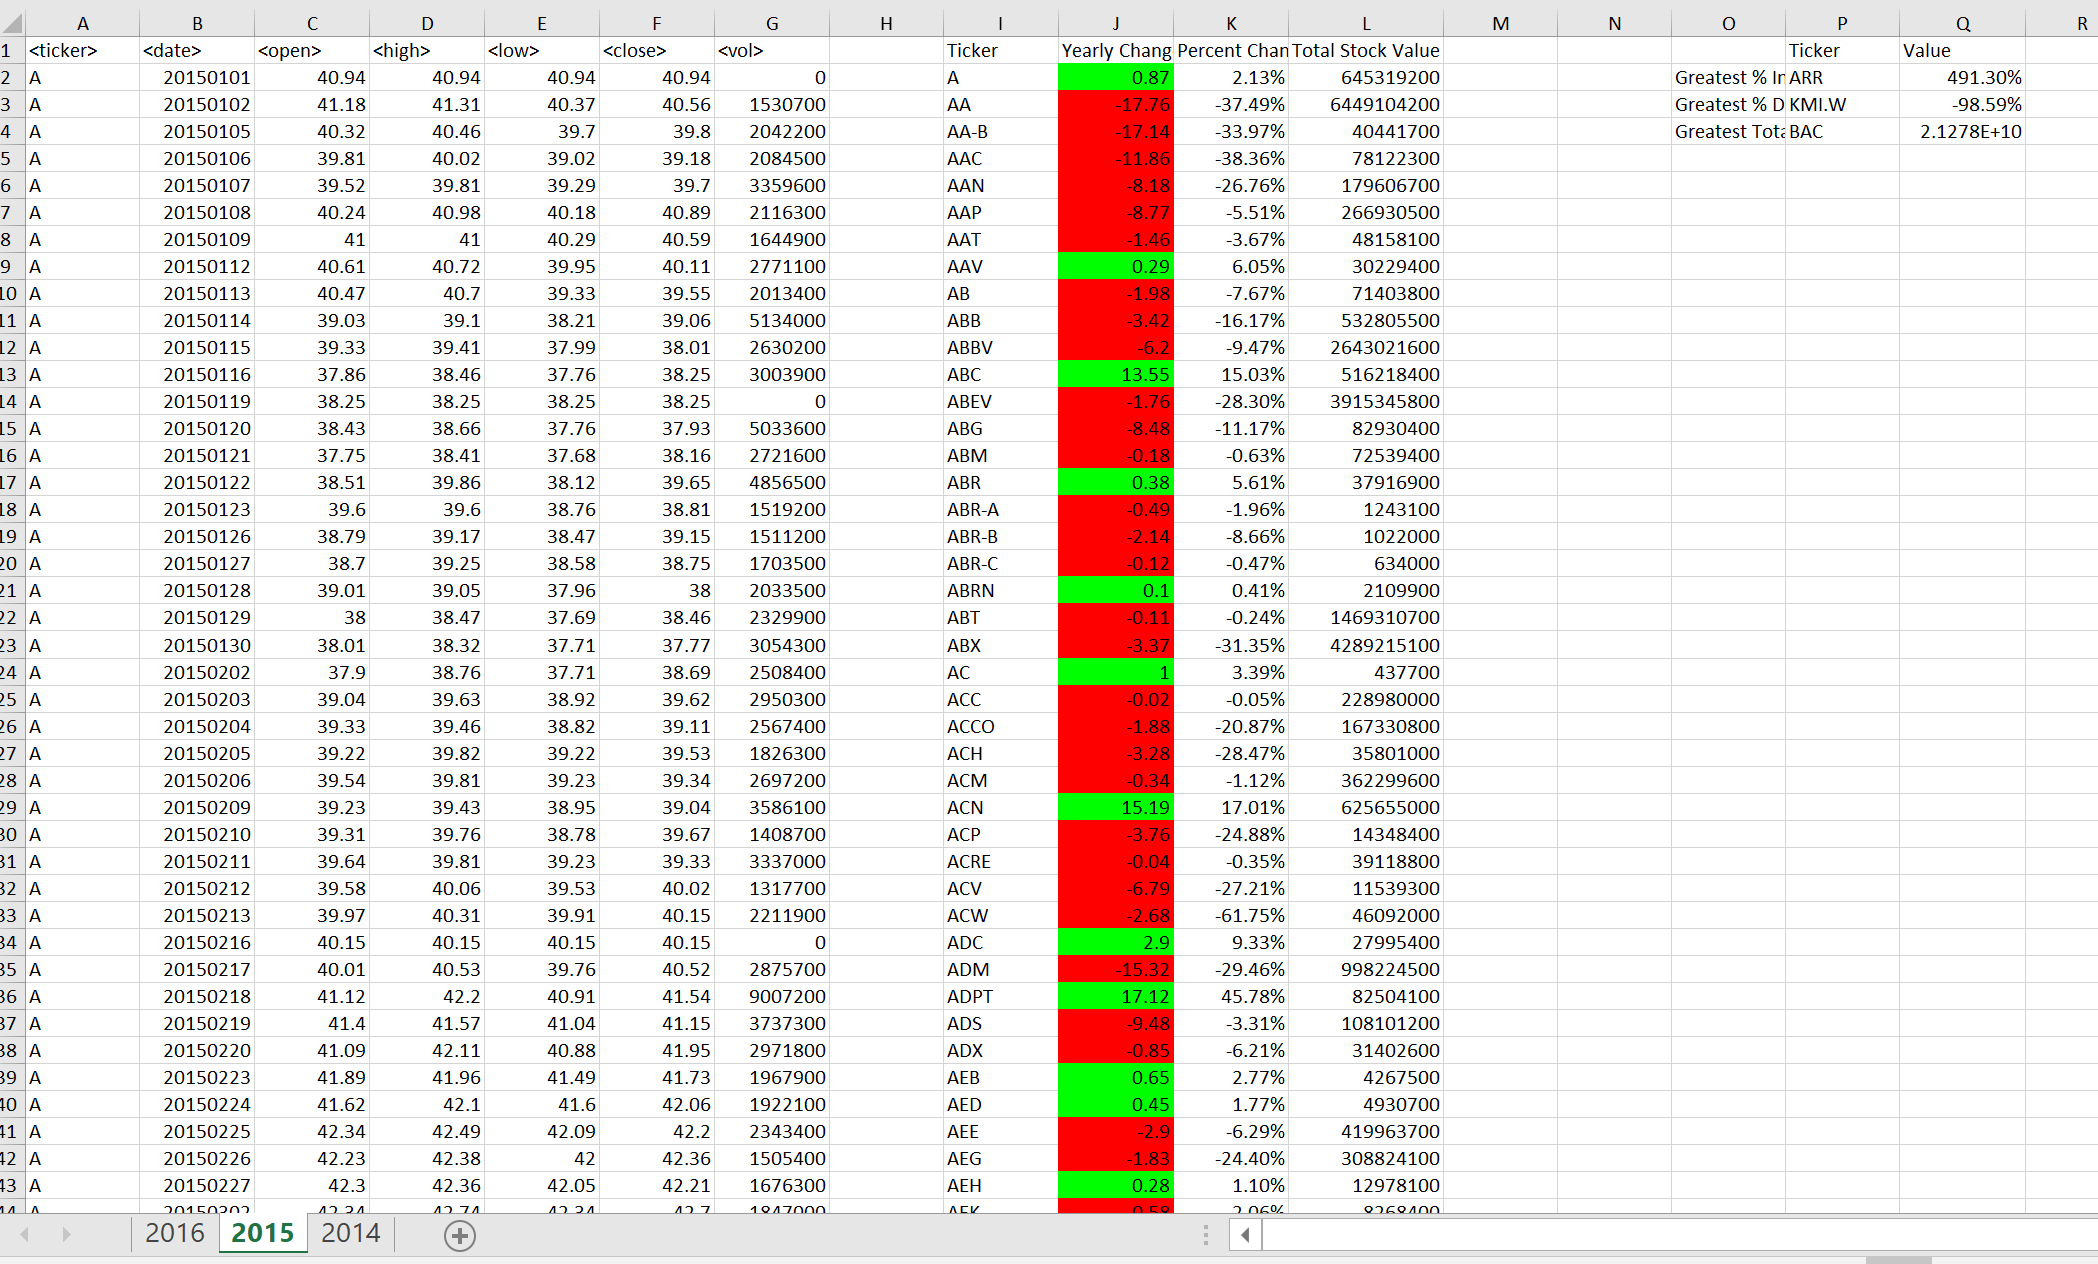 A B C D E F G H I J K L M N O P Q R
1 <ticker> <date> <open> <high> <low> <close> <vol> Ticker Yearly Chang Percent Chan Total Stock Value Ticker Value
2 A 20150101 40.94 40.94 40.94 40.94 0 A 0.87 2.13% 645319200 Greatest % In ARR 491.30%
3 A 20150102 41.18 41.31 40.37 40.56 1530700 AA -17.76 -37.49% 6449104200 Greatest % D KMI.W -98.59%
4 A 20150105 40.32 40.46 39.7 39.8 2042200 AA-B -17.14 -33.97% 40441700 Greatest Tota BAC 2.1278E+10
5 A 20150106 39.81 40.02 39.02 39.18 2084500 AAC -11.86 -38.36% 78122300
6 A 20150107 39.52 39.81 39.29 39.7 3359600 AAN -8.18 -26.76% 179606700
7 A 20150108 40.24 40.98 40.18 40.89 2116300 AAP -8.77 -5.51% 266930500
8 A 20150109 41 41 40.29 40.59 1644900 AAT -1.46 -3.67% 48158100
9 A 20150112 40.61 40.72 39.95 40.11 2771100 AAV 0.29 6.05% 30229400
10 A 20150113 40.47 40.7 39.33 39.55 2013400 AB -1.98 -7.67% 71403800
11 A 20150114 39.03 39.1 38.21 39.06 5134000 ABB -3.42 -16.17% 532805500
12 A 20150115 39.33 39.41 37.99 38.01 2630200 ABBV -6.2 -9.47% 2643021600
13 A 20150116 37.86 38.46 37.76 38.25 3003900 ABC 13.55 15.03% 516218400
14 A 20150119 38.25 38.25 38.25 38.25 0 ABEV -1.76 -28.30% 3915345800
15 A 20150120 38.43 38.66 37.76 37.93 5033600 ABG -8.48 -11.17% 82930400
16 A 20150121 37.75 38.41 37.68 38.16 2721600 ABM -0.18 -0.63% 72539400
17 A 20150122 38.51 39.86 38.12 39.65 4856500 ABR 0.38 5.61% 37916900
18 A 20150123 39.6 39.6 38.76 38.81 1519200 ABR-A -0.49 -1.96% 1243100
19 A 20150126 38.79 39.17 38.47 39.15 1511200 ABR-B -2.14 -8.66% 1022000
20 A 20150127 38.7 39.25 38.58 38.75 1703500 ABR-C -0.12 -0.47% 634000
21 A 20150128 39.01 39.05 37.96 38 2033500 ABRN 0.1 0.41% 2109900
22 A 20150129 38 38.47 37.69 38.46 2329900 ABT -0.11 -0.24% 1469310700
23 A 20150130 38.01 38.32 37.71 37.77 3054300 ABX -3.37 -31.35% 4289215100
24 A 20150202 37.9 38.76 37.71 38.69 2508400 AC 1 3.39% 437700
25 A 20150203 39.04 39.63 38.92 39.62 2950300 ACC -0.02 -0.05% 228980000
26 A 20150204 39.33 39.46 38.82 39.11 2567400 ACCO -1.88 -20.87% 167330800
27 A 20150205 39.22 39.82 39.22 39.53 1826300 ACH -3.28 -28.47% 35801000
28 A 20150206 39.54 39.81 39.23 39.34 2697200 ACM -0.34 -1.12% 362299600
29 A 20150209 39.23 39.43 38.95 39.04 3586100 ACN 15.19 17.01% 625655000
30 A 20150210 39.31 39.76 38.78 39.67 1408700 ACP -3.76 -24.88% 14348400
31 A 20150211 39.64 39.81 39.23 39.33 3337000 ACRE -0.04 -0.35% 39118800
32 A 20150212 39.58 40.06 39.53 40.02 1317700 ACV -6.79 -27.21% 11539300
33 A 20150213 39.97 40.31 39.91 40.15 2211900 ACW -2.68 -61.75% 46092000
34 A 20150216 40.15 40.15 40.15 40.15 0 ADC 2.9 9.33% 27995400
35 A 20150217 40.01 40.53 39.76 40.52 2875700 ADM -15.32 -29.46% 998224500
36 A 20150218 41.12 42.2 40.91 41.54 9007200 ADPT 17.12 45.78% 82504100
37 A 20150219 41.4 41.57 41.04 41.15 3737300 ADS -9.48 -3.31% 108101200
38 A 20150220 41.09 42.11 40.88 41.95 2971800 ADX -0.85 -6.21% 31402600
39 A 20150223 41.89 41.96 41.49 41.73 1967900 AEB 0.65 2.77% 4267500
40 A 20150224 41.62 42.1 41.6 42.06 1922100 AED 0.45 1.77% 4930700
41 A 20150225 42.34 42.49 42.09 42.2 2343400 AEE -2.9 -6.29% 419963700
42 A 20150226 42.23 42.38 42 42.36 1505400 AEG -1.83 -24.40% 308824100
43 A 20150227 42.3 42.36 42.05 42.21 1676300 AEH 0.28 1.10% 12978100
44 A 20150302 42.34 42.74 42.34 42.7
2016 2015 2014